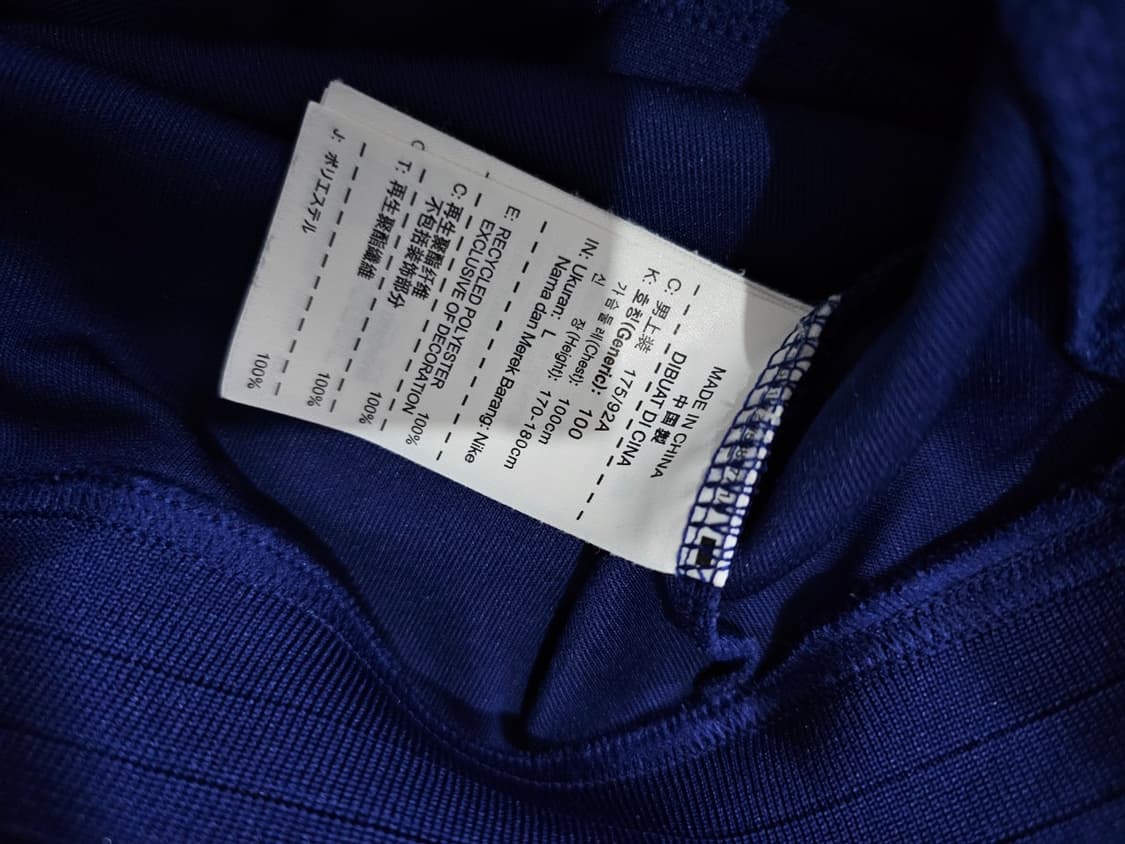 MADE IN CHINA
中国製
DIBUAT DI CINA
C: 男上装 175/92A
K: 호칭(Generic): 100
가슴둘레(Chest): 100cm
신 장(Height): 170-180cm
IN: Ukuran: L
Nama dan Merek Barang: Nike
E: RECYCLED POLYESTER 100%
EXCLUSIVE OF DECORATION
C: 再生聚酯纤维 100%
不包括装饰部分
T: 再生聚酯纖維 100%
J: ポリエステル 100%